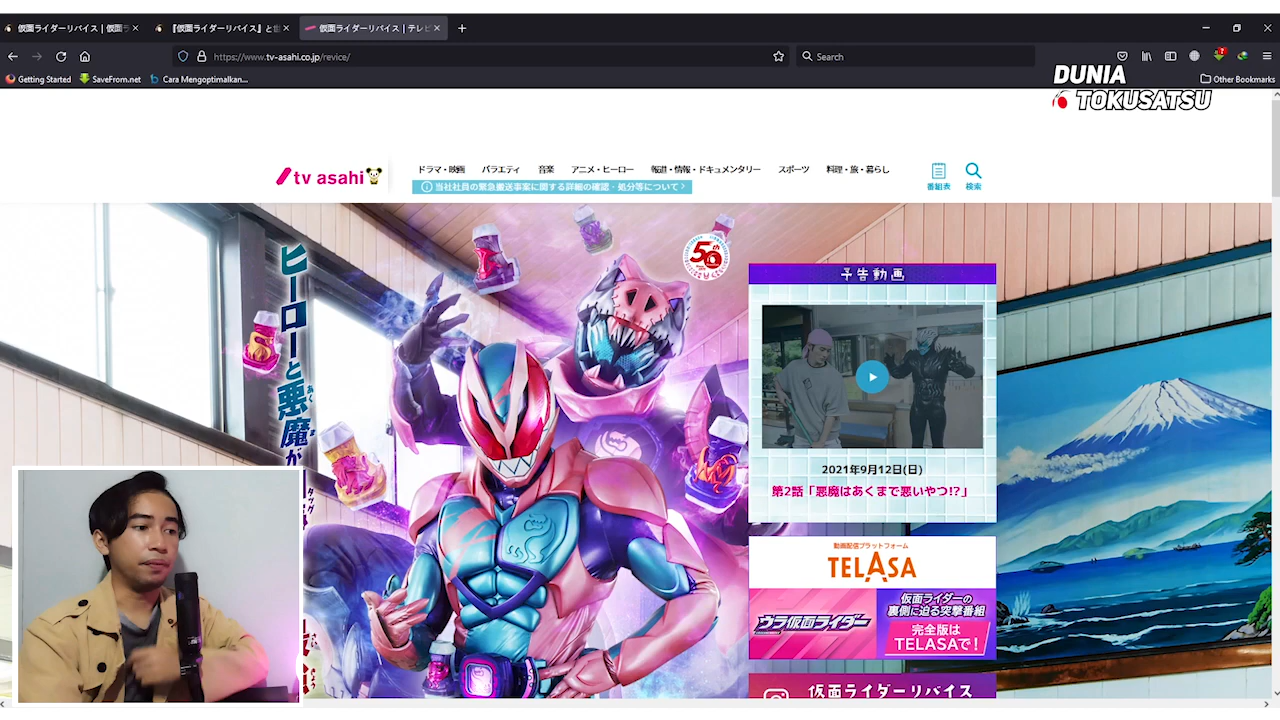 仮面ライダーリバイス | 仮面ラ
『仮面ライダーリバイス』と世
仮面ライダーリバイス | テレビ
https://www.tv-asahi.co.jp/revice/
Search
Getting Started
SaveFrom.net
Cara Mengoptimalkan...
Other Bookmarks
DUNIA
TOKUSATSU
tv asahi
ドラマ・映画
バラエティ
音楽
アニメ・ヒーロー
報道・情報・ドキュメンタリー
スポーツ
料理・旅・暮らし
番組表
検索
当社社員の緊急搬送事案に関する詳細の確認・処分等について
ヒーローと悪魔が
あくま
タッグ
50th
予告動画
2021年9月12日(日)
第2話「悪魔はあくまで悪いやつ!?」
動画配信プラットフォーム
TELASA
ウラ仮面ライダー
仮面ライダーの
裏側に迫る突撃番組
完全版は
TELASAで!
仮面ライダーリバイス